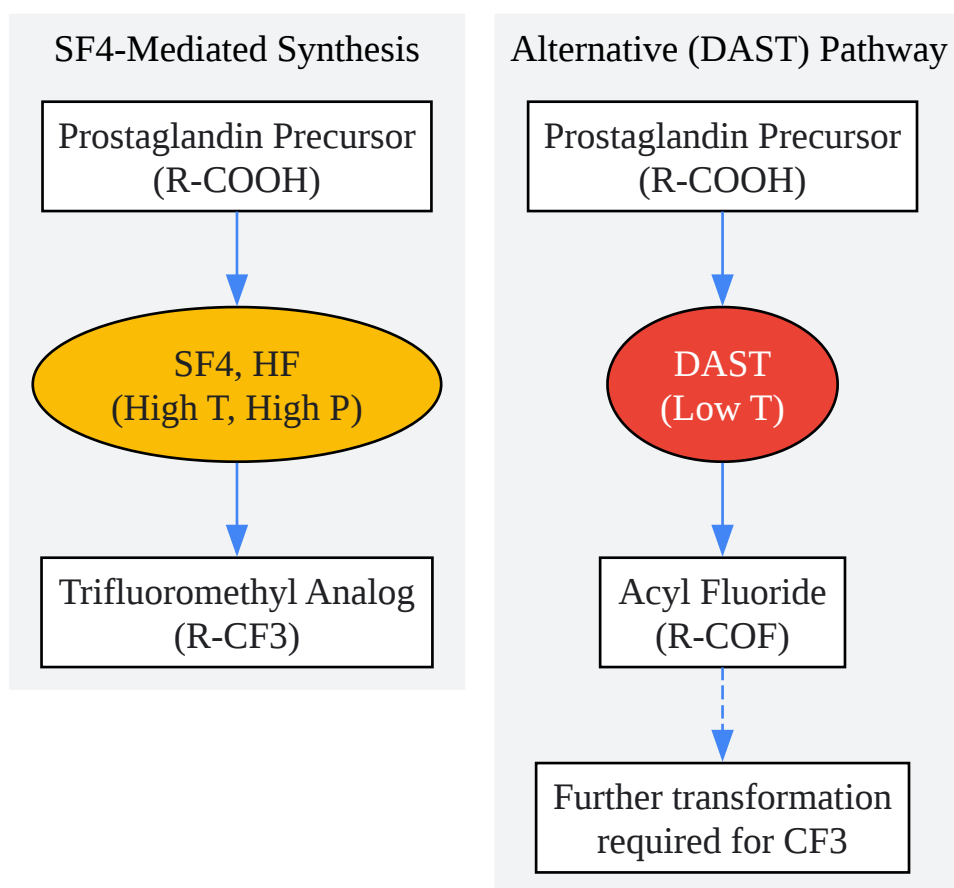 SF4-Mediated Synthesis
Prostaglandin Precursor
(R-COOH)
SF4, HF
(High T, High P)
Trifluoromethyl Analog
(R-CF3)
Alternative (DAST) Pathway
Prostaglandin Precursor
(R-COOH)
DAST
(Low T)
Acyl Fluoride
(R-COF)
Further transformation
required for CF3